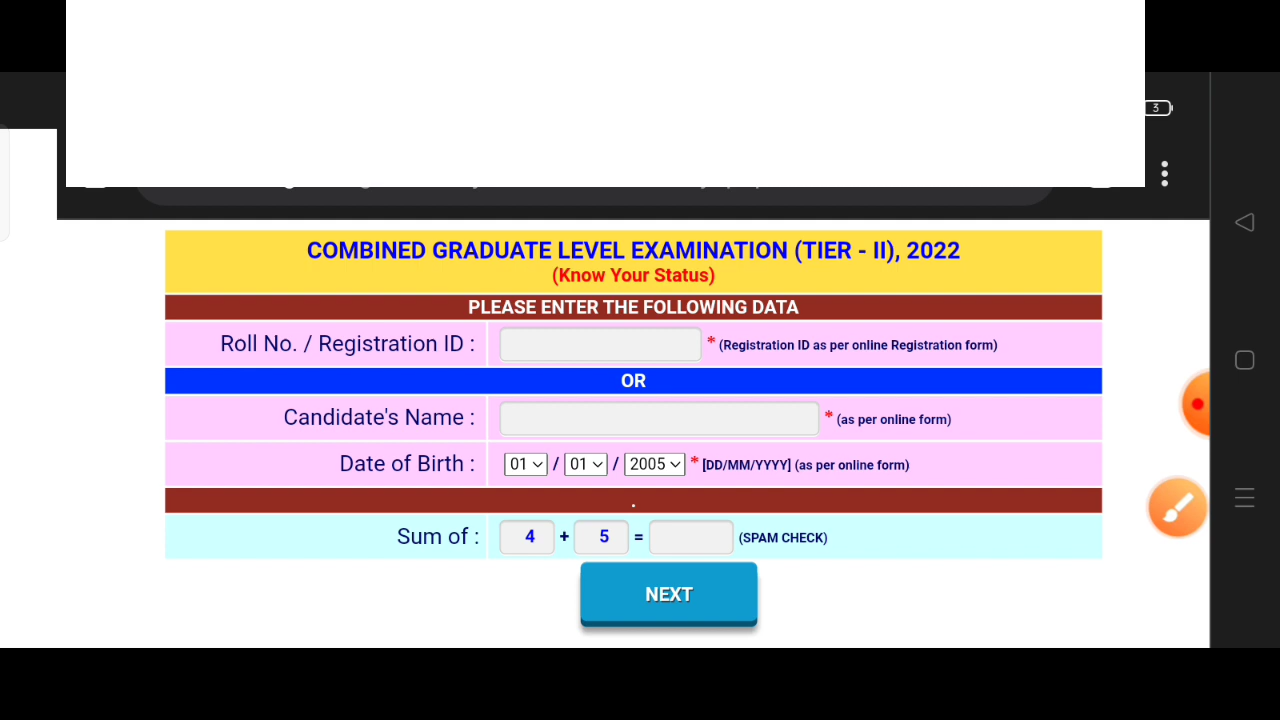 3
COMBINED GRADUATE LEVEL EXAMINATION (TIER - II), 2022
(Know Your Status)
PLEASE ENTER THE FOLLOWING DATA
Roll No. / Registration ID : * (Registration ID as per online Registration form)
OR
Candidate's Name : * (as per online form)
Date of Birth : 01 / 01 / 2005 * [DD/MM/YYYY] (as per online form)
.
Sum of : 4 + 5 = (SPAM CHECK)
NEXT